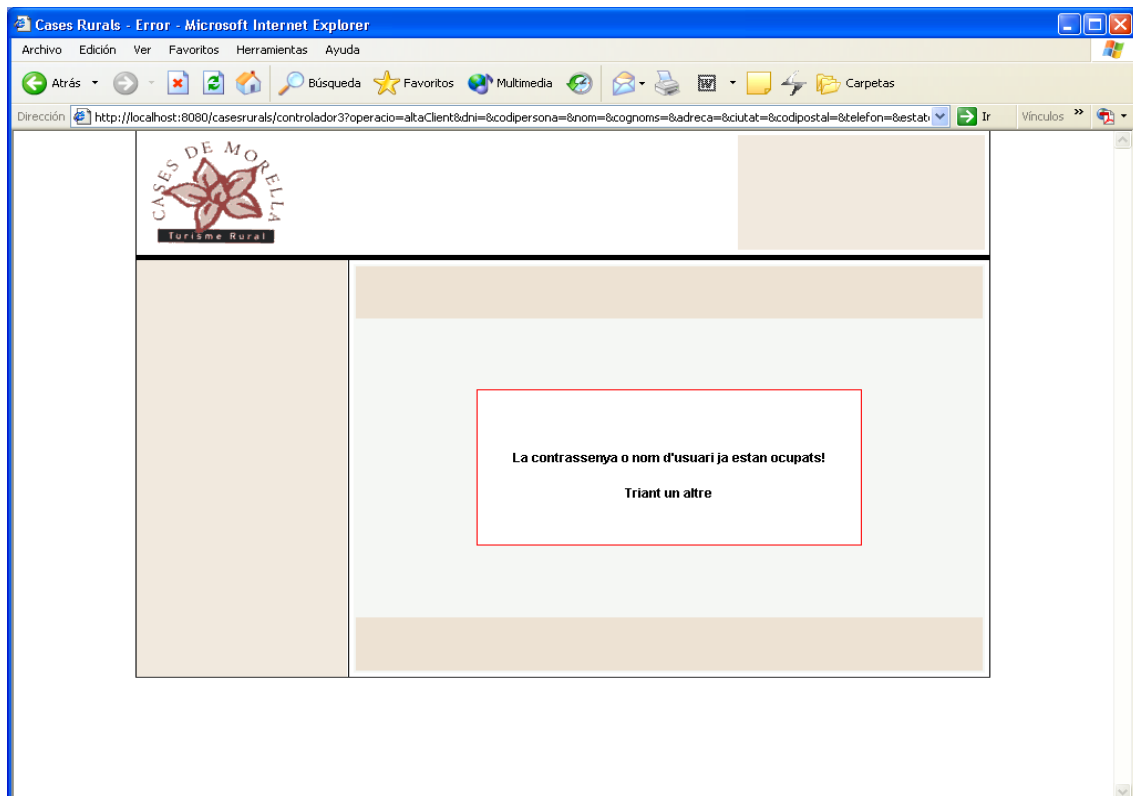 Cases Rurals - Error - Microsoft Internet Explorer
Archivo Edición Ver Favoritos Herramientas Ayuda
Atrás Búsqueda Favoritos Multimedia Carpetas
Dirección http://localhost:8080/casesrurals/controlador3?operacio=altaClient&dni=&codipersona=&nom=&cognoms=&adreca=&ciutat=&codipostal=&telefon=&estat Ir Vínculos »
CASES DE MORELLA
Turisme Rural
La contrassenya o nom d'usuari ja estan ocupats!
Triant un altre